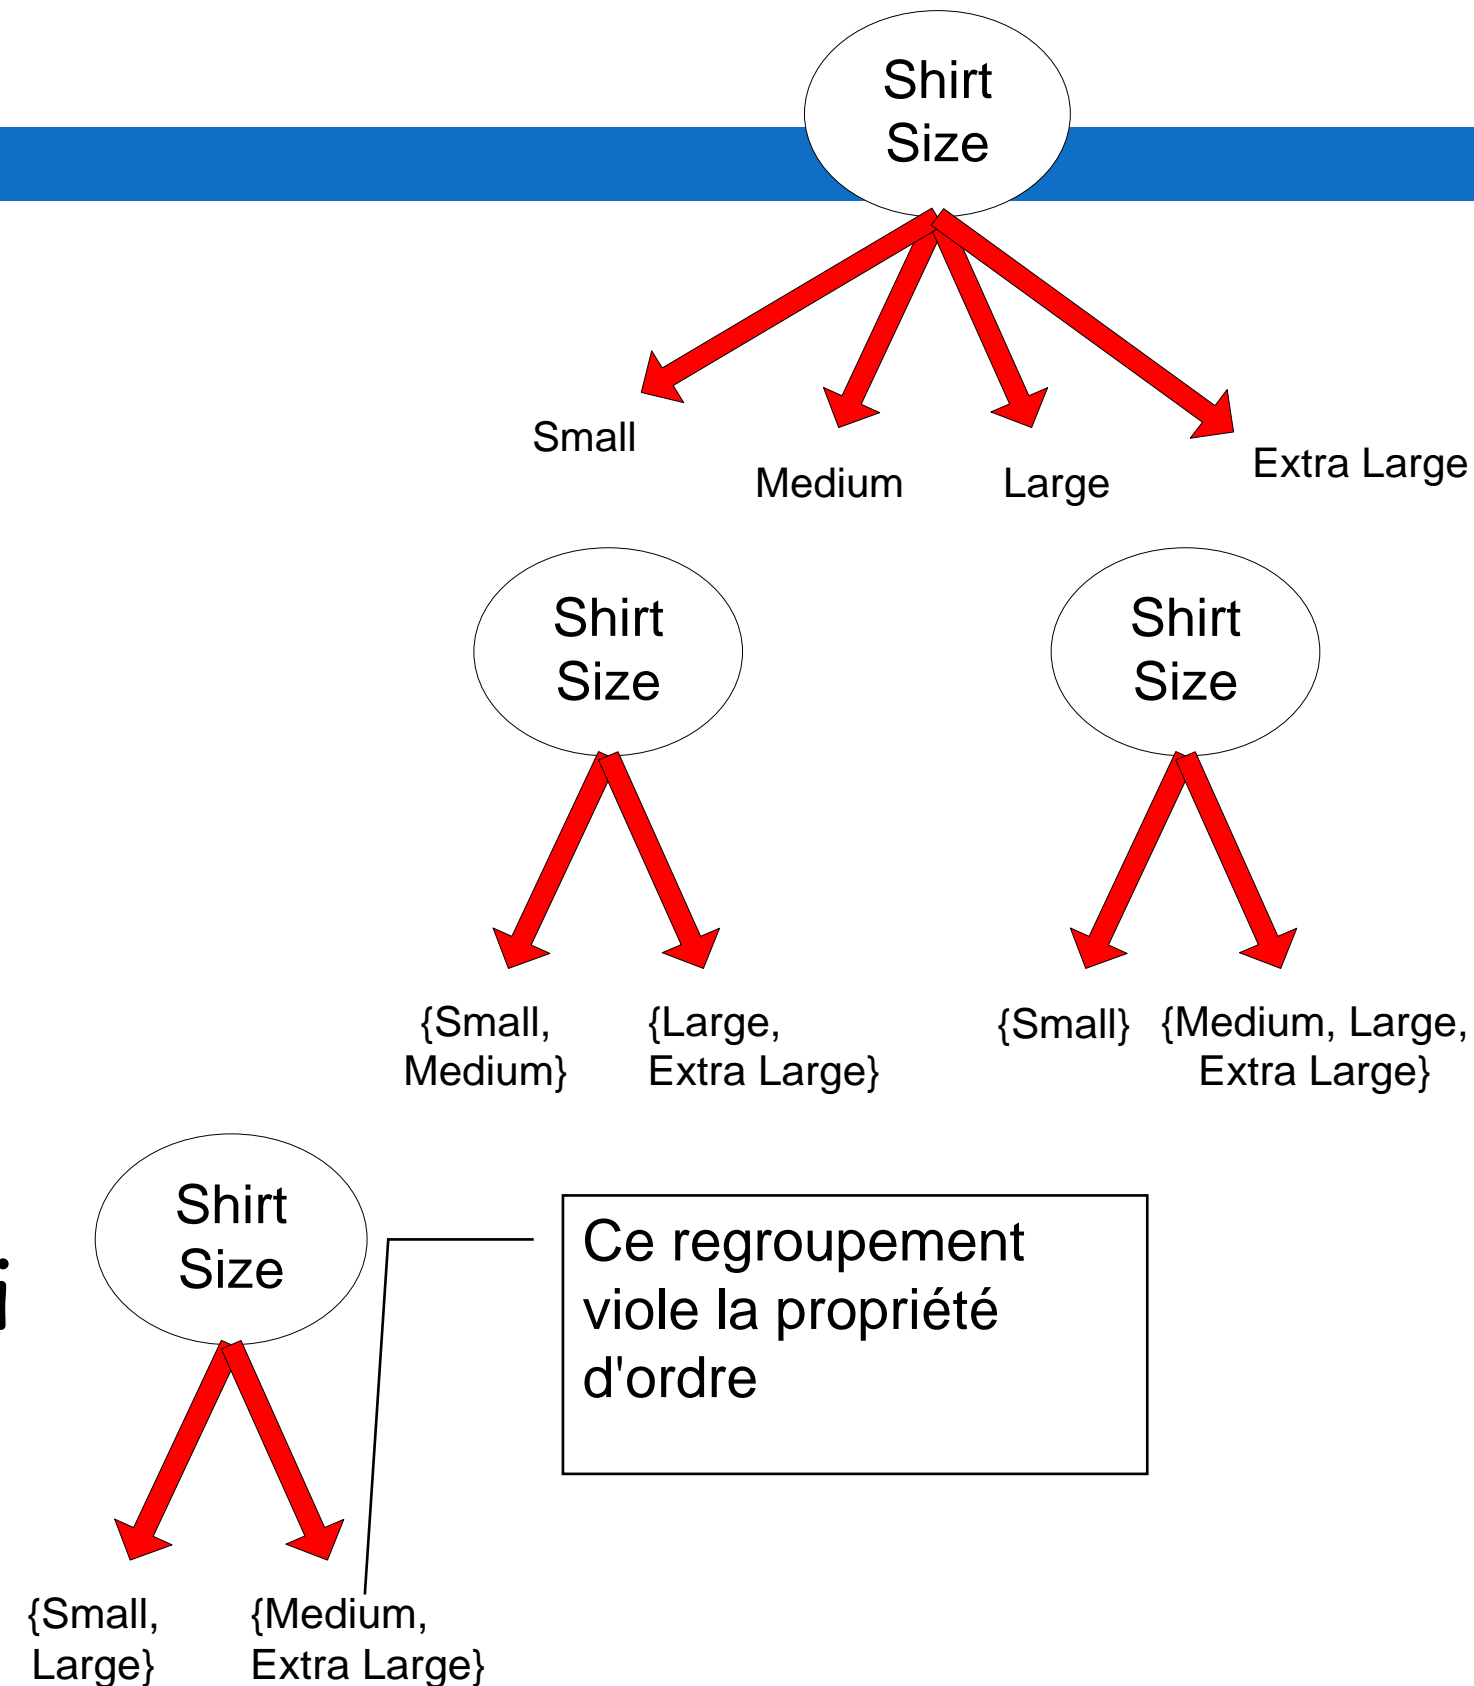 Shirt
Size
Small
Medium
Large
Extra Large
Shirt
Size
Shirt
Size
{Small,
Medium}
{Large,
Extra Large}
{Small}
{Medium, Large,
Extra Large}
Shirt
Size
i
Ce regroupement
viole la propriété
d'ordre
{Small,
Large}
{Medium,
Extra Large}